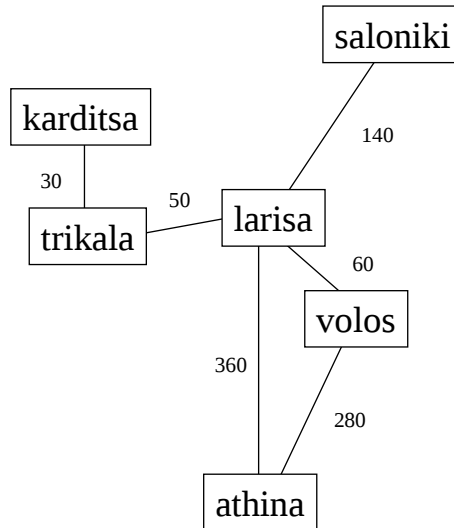 saloniki
karditsa
140
30
50
trikala
larisa
60
volos
360
280
athina